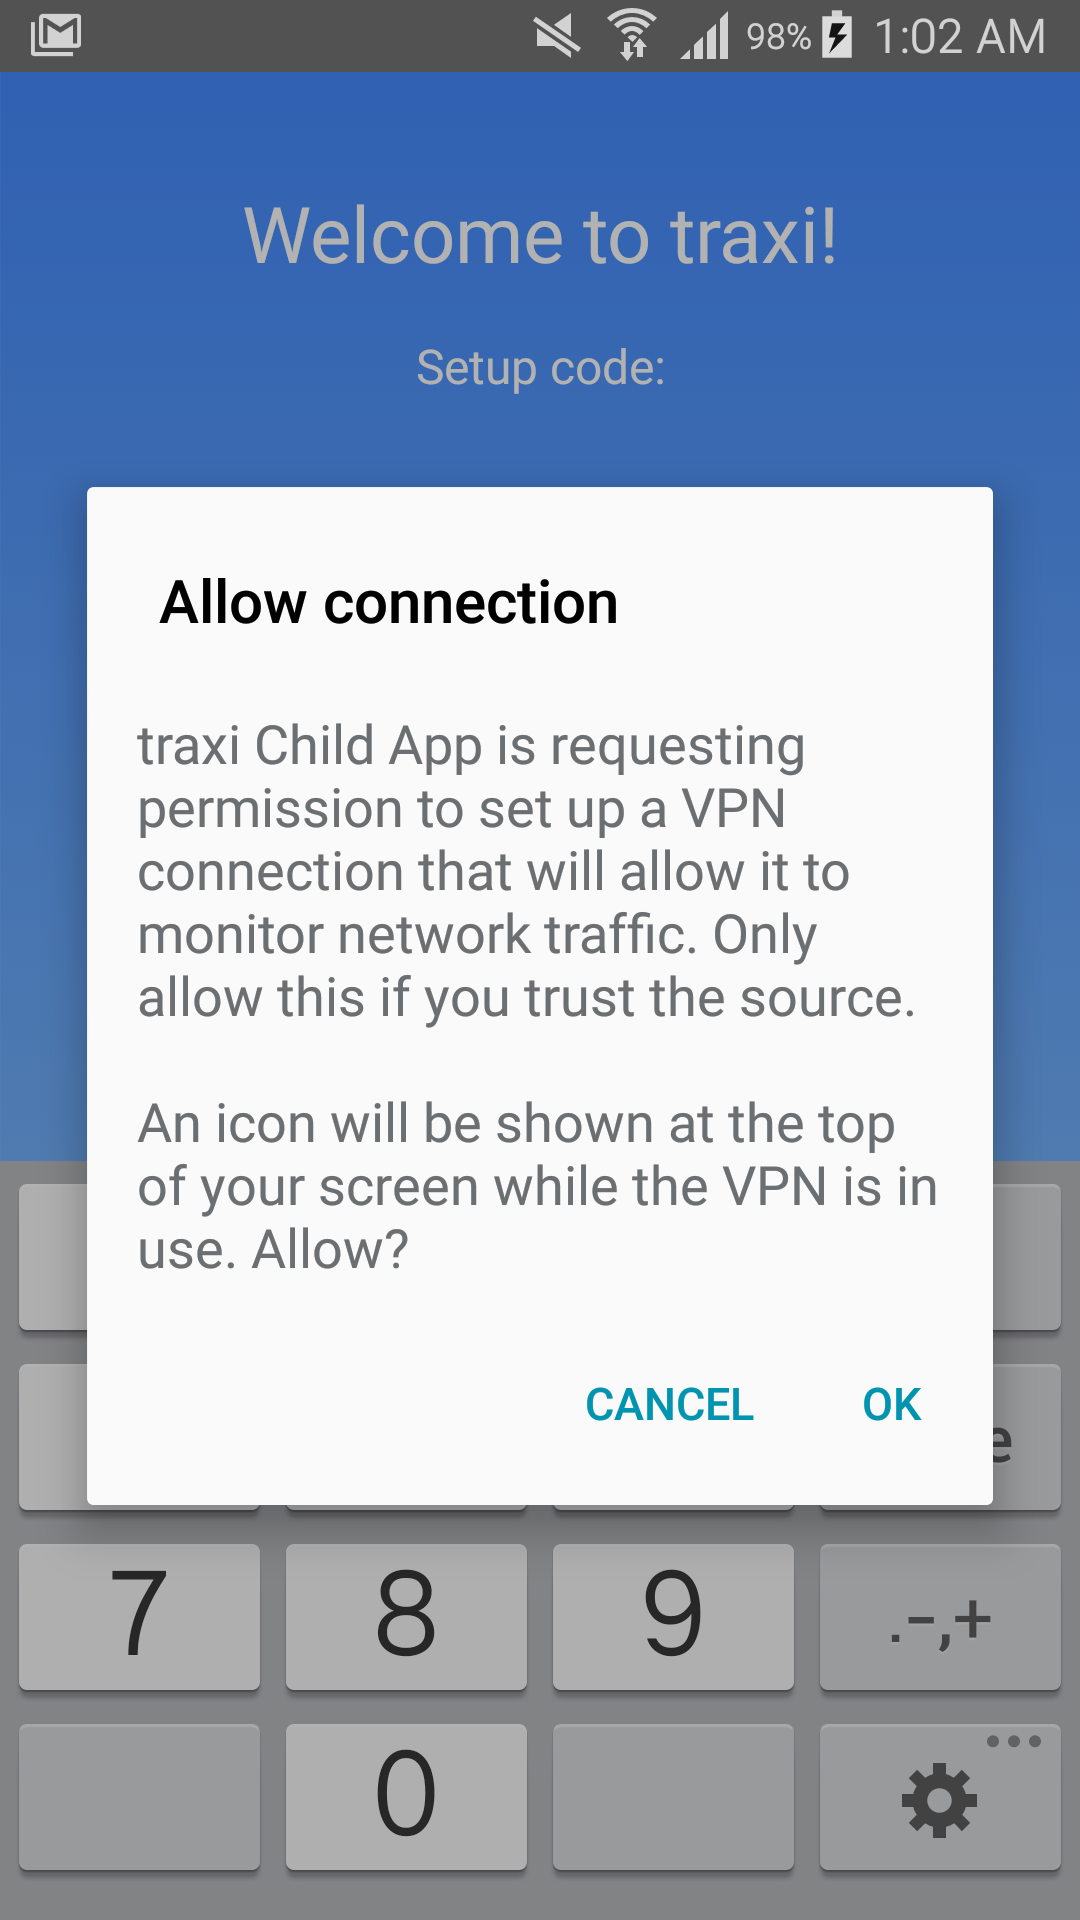 98% 1:02 AM
Welcome to traxi!
Setup code:
Allow connection
traxi Child App is requesting
permission to set up a VPN
connection that will allow it to
monitor network traffic. Only
allow this if you trust the source.
An icon will be shown at the top
of your screen while the VPN is in
use. Allow?
CANCEL OK
e
7 8 9 .-,+
0